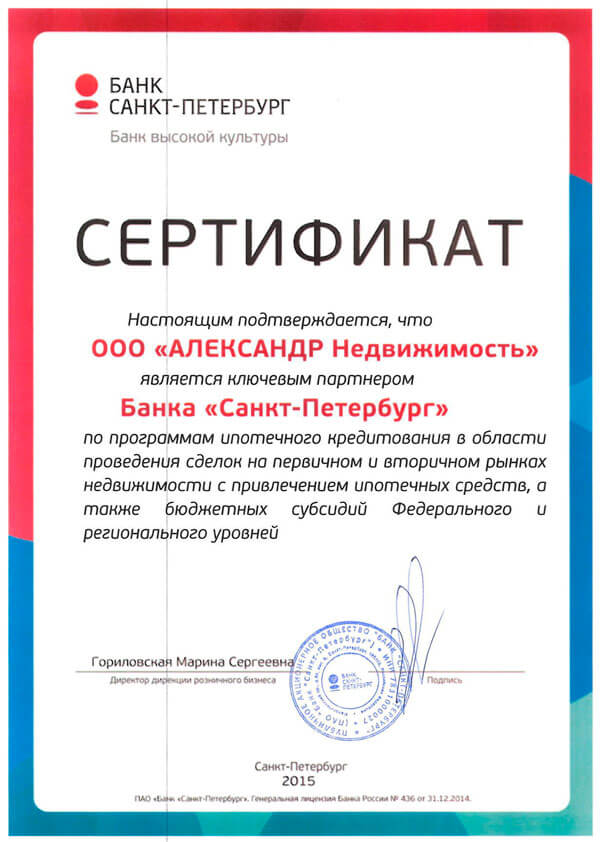 БАНК
САНКТ-ПЕТЕРБУРГ
Банк высокой культуры
СЕРТИФИКАТ
Настоящим подтверждается, что
ООО «АЛЕКСАНДР Недвижимость»
является ключевым партнером
Банка «Санкт-Петербург»
по программам ипотечного кредитования в области
проведения сделок на первичном и вторичном рынках
недвижимости с привлечением ипотечных средств, а
также бюджетных субсидий Федерального и
регионального уровней
Гориловская Марина Сергеевна
Директор дирекции розничного бизнеса
Подпись
ПУБЛИЧНОЕ АКЦИОНЕРНОЕ ОБЩЕСТВО "БАНК "САНКТ-ПЕТЕРБУРГ"
(ПАО "Банк "Санкт-Петербург") * ИНН 7831000027
БАНК
САНКТ-
ПЕТЕРБУРГ
Санкт-Петербург
2015
ПАО «Банк «Санкт-Петербург». Генеральная лицензия Банка России № 436 от 31.12.2014.